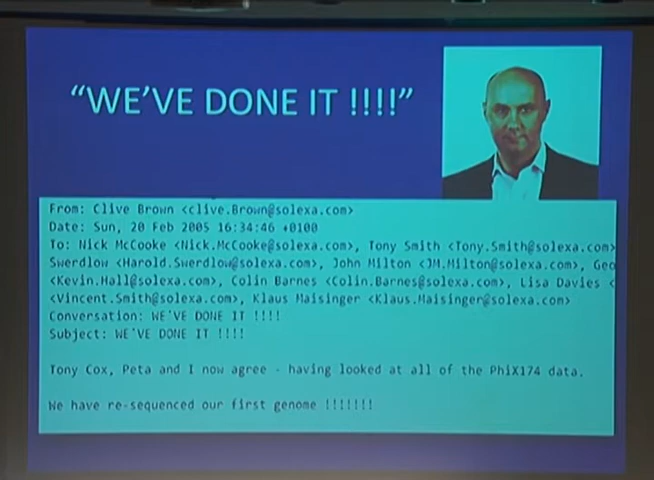 “WE’VE DONE IT !!!!”
From: Clive Brown <clive.Brown@solexa.com>
Date: Sun, 20 Feb 2005 16:34:46 +0100
To: Nick McCooke <Nick.McCooke@solexa.com>, Tony Smith <Tony.Smith@solexa.com>
Swerdlow <Harold.Swerdlow@solexa.com>, John Milton <JM.Milton@solexa.com>, Geo
<Kevin.Hall@solexa.com>, Colin Barnes <Colin.Barnes@solexa.com>, Lisa Davies <
<Vincent.Smith@solexa.com>, Klaus Maisinger <Klaus.Maisinger@solexa.com>
Conversation: WE'VE DONE IT !!!!
Subject: WE'VE DONE IT !!!!
Tony Cox, Peta and I now agree - having looked at all of the PhiX174 data.
We have re-sequenced our first genome !!!!!!!